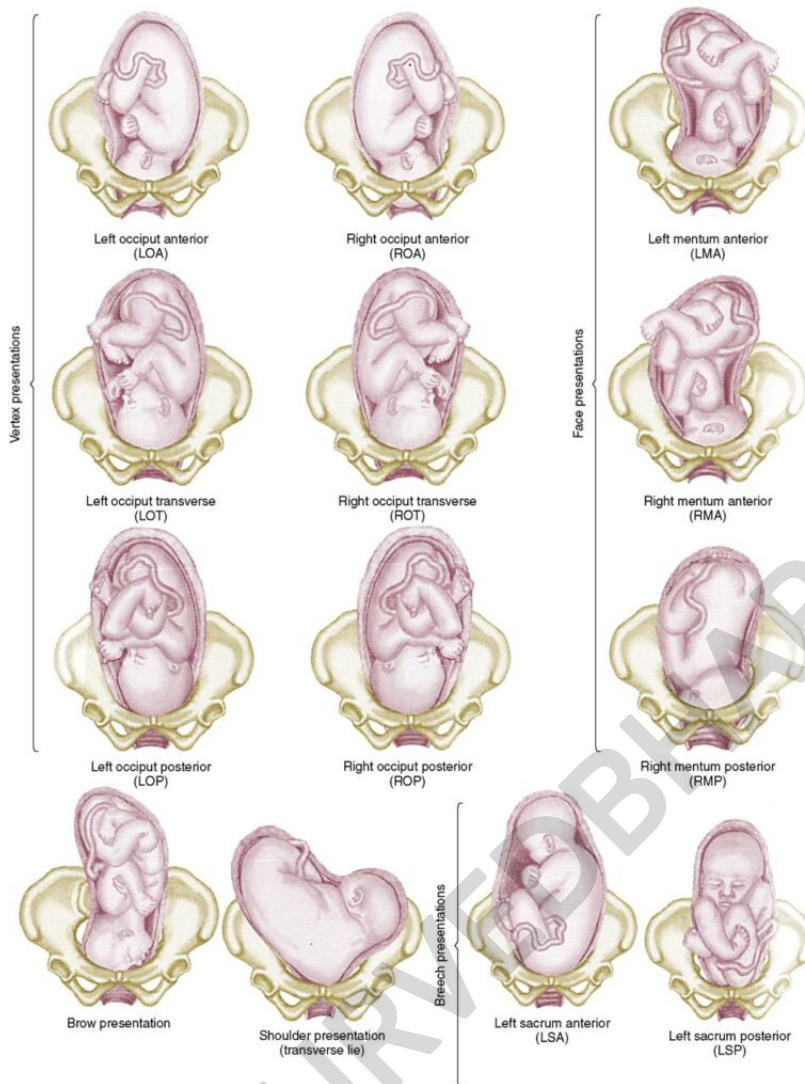 Vertex presentations
Left occiput anterior
(LOA)
Right occiput anterior
(ROA)
Left occiput transverse
(LOT)
Right occiput transverse
(ROT)
Left occiput posterior
(LOP)
Right occiput posterior
(ROP)
Face presentations
Left mentum anterior
(LMA)
Right mentum anterior
(RMA)
Right mentum posterior
(RMP)
Brow presentation
Shoulder presentation
(transverse lie)
Breech presentations
Left sacrum anterior
(LSA)
Left sacrum posterior
(LSP)
URVEDBHAR